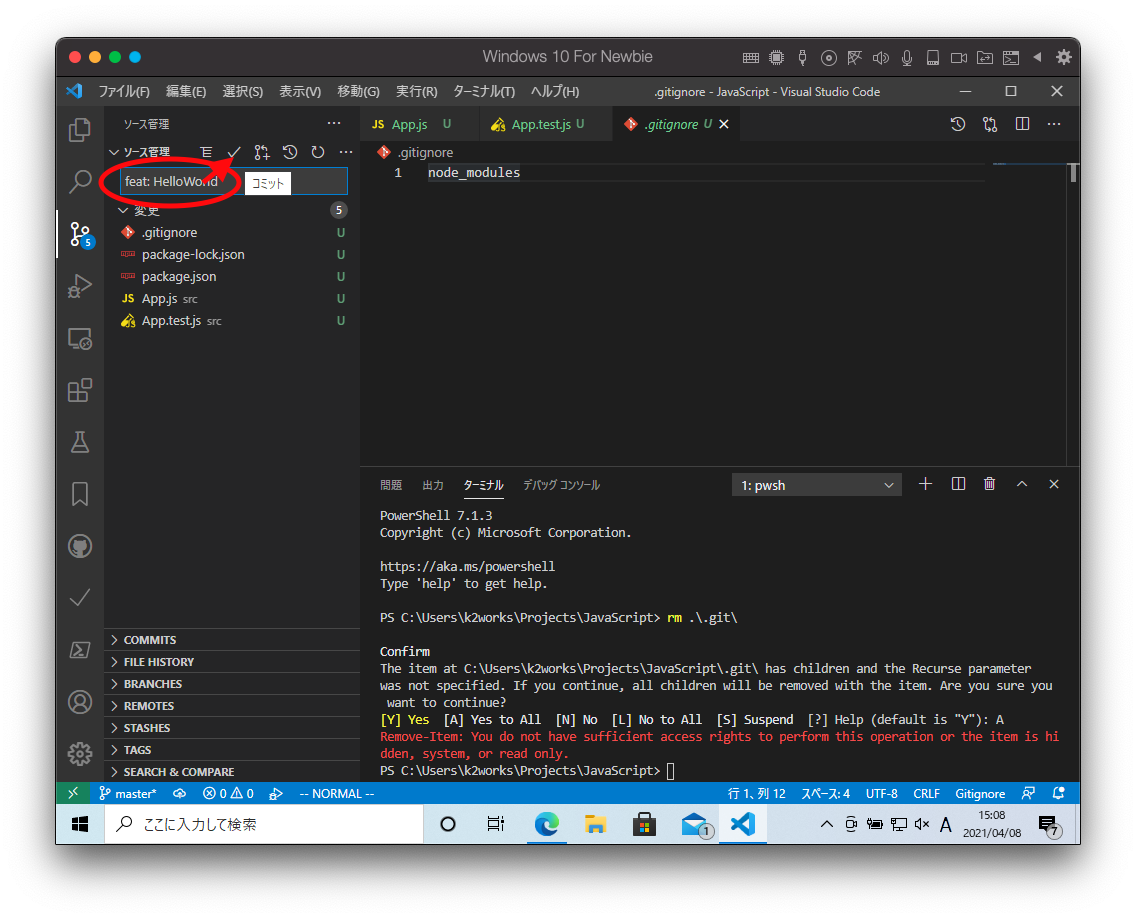 Windows 10 For Newbie
ファイル(F) 編集(E) 選択(S) 表示(V) 移動(G) 実行(R) ターミナル(T) ヘルプ(H) .gitignore - JavaScript - Visual Studio Code
ソース管理
ソース管理
feat: HelloWorld
コミット
変更 5
.gitignore U
package-lock.json U
package.json U
JS App.js src U
App.test.js src U
COMMITS
FILE HISTORY
BRANCHES
REMOTES
STASHES
TAGS
SEARCH & COMPARE
5
JS App.js U App.test.js U .gitignore U
.gitignore
1 node_modules
問題 出力 ターミナル デバッグ コンソール 1: pwsh
PowerShell 7.1.3
Copyright (c) Microsoft Corporation.
https://aka.ms/powershell
Type 'help' to get help.
PS C:\Users\k2works\Projects\JavaScript> rm .\.git\
Confirm
The item at C:\Users\k2works\Projects\JavaScript\.git\ has children and the Recurse parameter
was not specified. If you continue, all children will be removed with the item. Are you sure you
want to continue?
[Y] Yes [A] Yes to All [N] No [L] No to All [S] Suspend [?] Help (default is "Y"): A
Remove-Item: You do not have sufficient access rights to perform this operation or the item is hi
dden, system, or read only.
PS C:\Users\k2works\Projects\JavaScript>
master* 0 0 -- NORMAL -- 行 1、列 12 スペース: 4 UTF-8 CRLF Gitignore
ここに入力して検索 1 A 15:08
2021/04/08 7